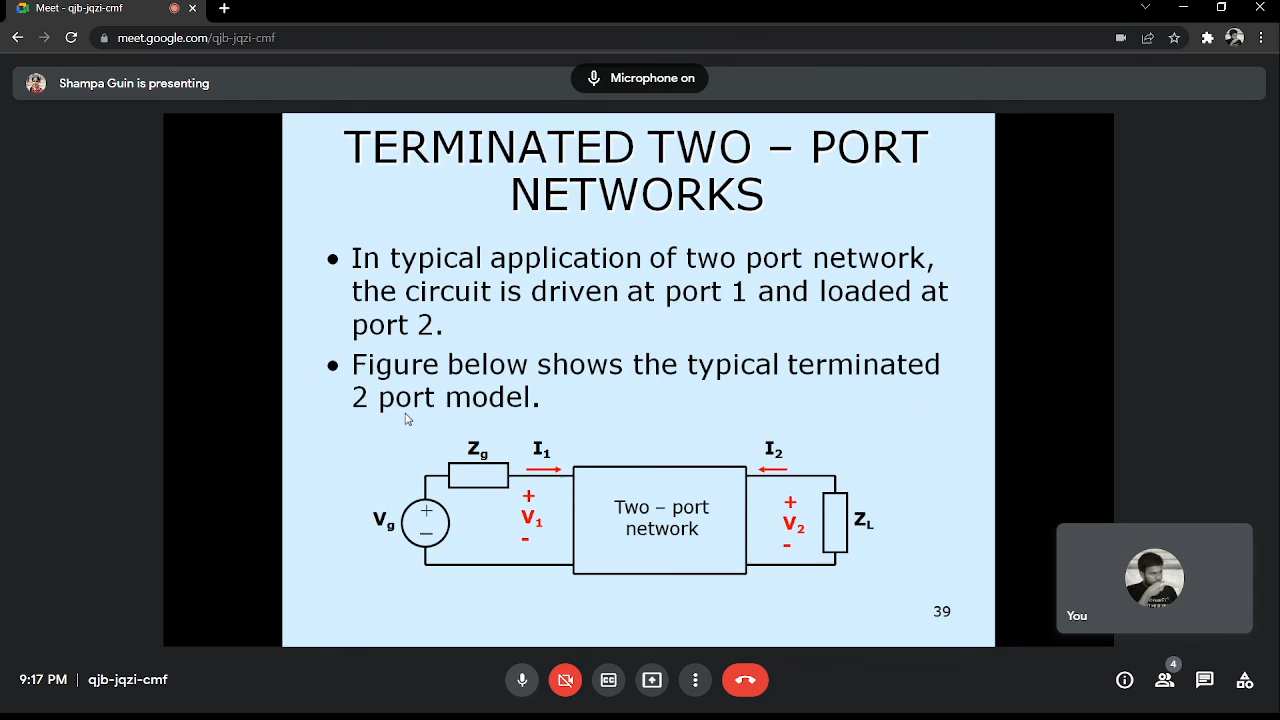 Meet - qjb-jqzi-cmf
meet.google.com/qjb-jqzi-cmf
Shampa Guin is presenting
Microphone on
TERMINATED TWO – PORT
NETWORKS
• In typical application of two port network,
the circuit is driven at port 1 and loaded at
port 2.
• Figure below shows the typical terminated
2 port model.
Zg I1 I2
+ + V1 - Vg −
Two – port
network
+ V2 - ZL
39
You
9:17 PM | qjb-jqzi-cmf
CC
4